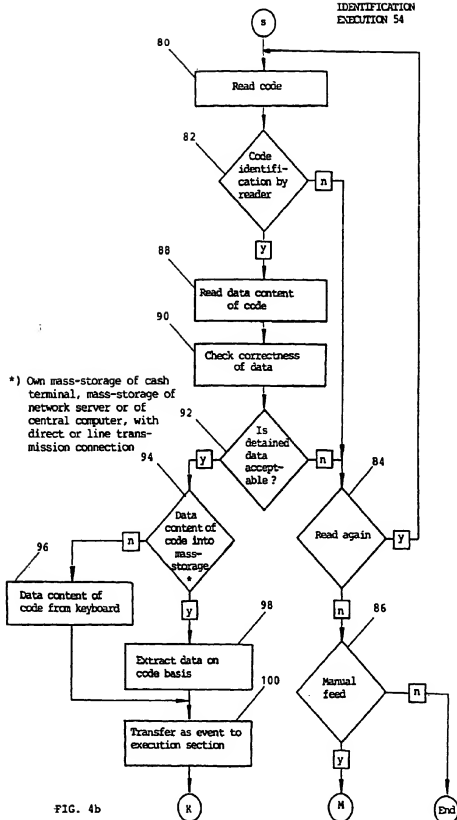 IDENTIFICATION
EXECUTION 54
S
80
Read code
82
Code
identifi-
cation by
reader
n
y
88
Read data content
of code
90
Check correctness
of data
*) Own mass-storage of cash
terminal, mass-storage of
network server or of
central computer, with
direct or line trans-
mission connection
92
Is
detained
data
accept-
able ?
y
n
94
84
Data
content of
code into
mass-
storage
*
n
y
Read again
y
n
96
Data content of
code from keyboard
98
Extract data on
code basis
86
Manual
feed
n
y
100
Transfer as event to
execution section
FIG. 4b
K
M
End